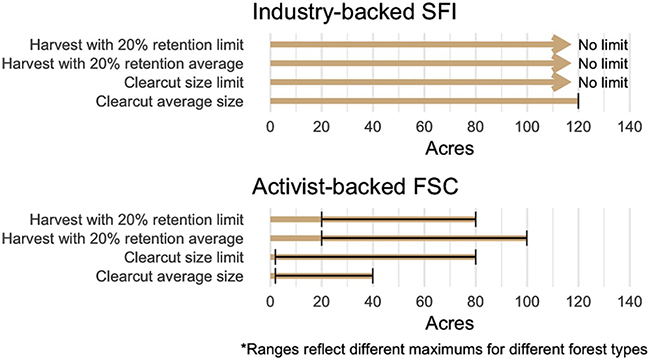 Industry-backed SFI
Harvest with 20% retention limit No limit
Harvest with 20% retention average No limit
Clearcut size limit No limit
Clearcut average size
0 20 40 60 80 100 120 140
Acres
Activist-backed FSC
Harvest with 20% retention limit
Harvest with 20% retention average
Clearcut size limit
Clearcut average size
0 20 40 60 80 100 120 140
Acres
*Ranges reflect different maximums for different forest types